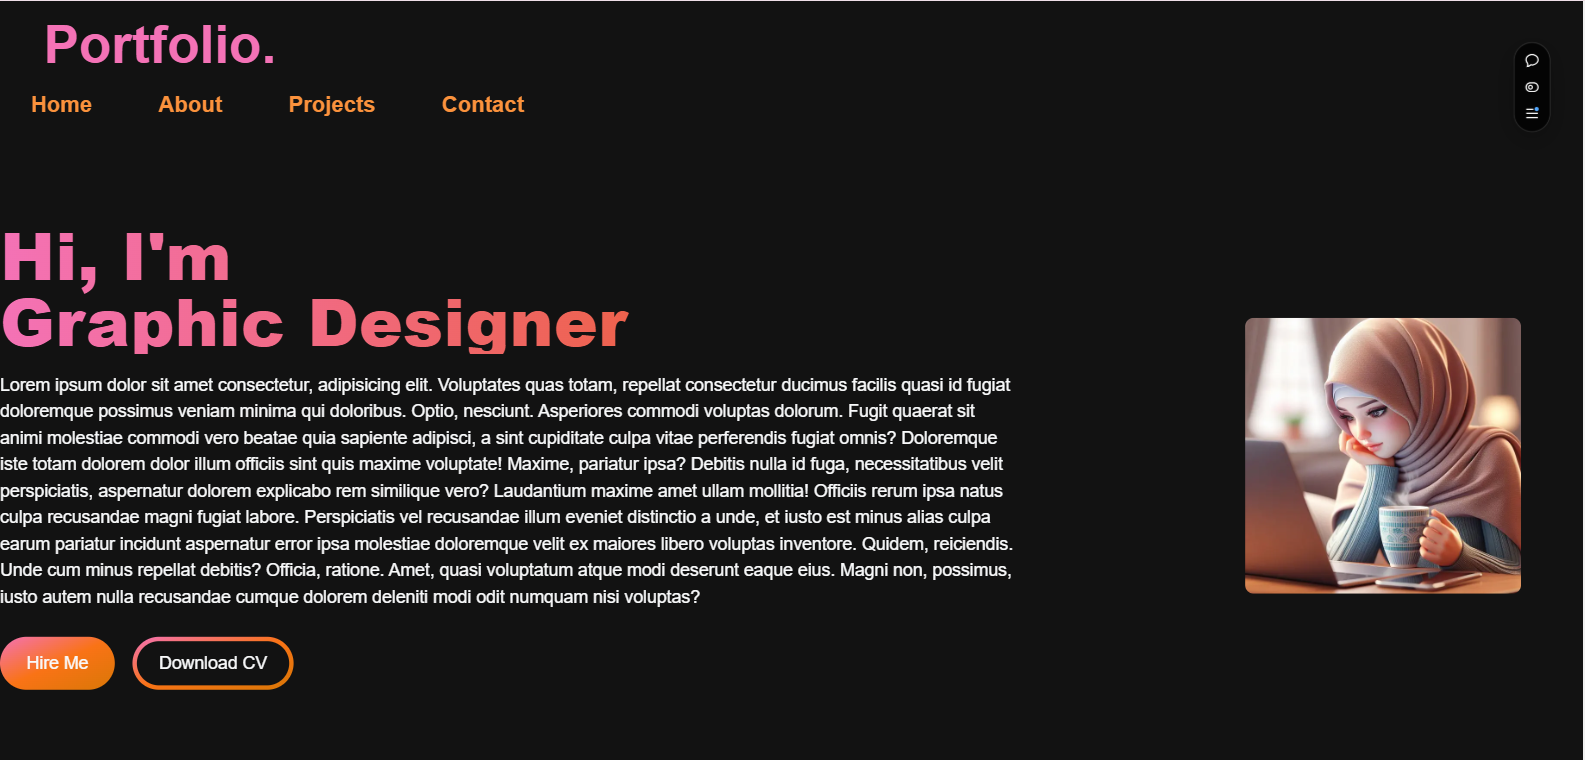 Portfolio.
Home About Projects Contact
Hi, I'm
Graphic Designer
Lorem ipsum dolor sit amet consectetur, adipisicing elit. Voluptates quas totam, repellat consectetur ducimus facilis quasi id fugiat
doloremque possimus veniam minima qui doloribus. Optio, nesciunt. Asperiores commodi voluptas dolorum. Fugit quaerat sit
animi molestiae commodi vero beatae quia sapiente adipisci, a sint cupiditate culpa vitae perferendis fugiat omnis? Doloremque
iste totam dolorem dolor illum officiis sint quis maxime voluptate! Maxime, pariatur ipsa? Debitis nulla id fuga, necessitatibus velit
perspiciatis, aspernatur dolorem explicabo rem similique vero? Laudantium maxime amet ullam mollitia! Officiis rerum ipsa natus
culpa recusandae magni fugiat labore. Perspiciatis vel recusandae illum eveniet distinctio a unde, et iusto est minus alias culpa
earum pariatur incidunt aspernatur error ipsa molestiae doloremque velit ex maiores libero voluptas inventore. Quidem, reiciendis.
Unde cum minus repellat debitis? Officia, ratione. Amet, quasi voluptatum atque modi deserunt eaque eius. Magni non, possimus,
iusto autem nulla recusandae cumque dolorem deleniti modi odit numquam nisi voluptas?
Hire Me Download CV